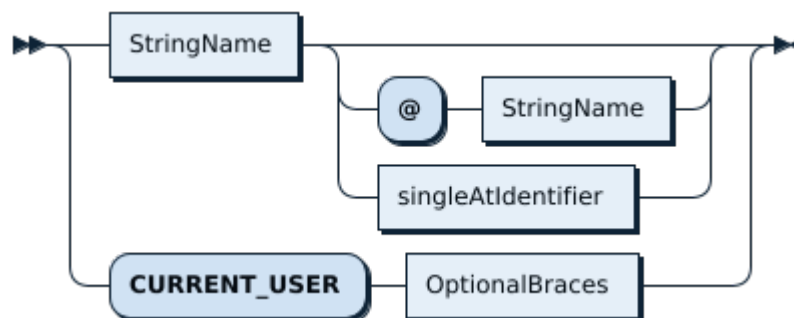 StringName
@ StringName
singleAtIdentifier
CURRENT_USER OptionalBraces